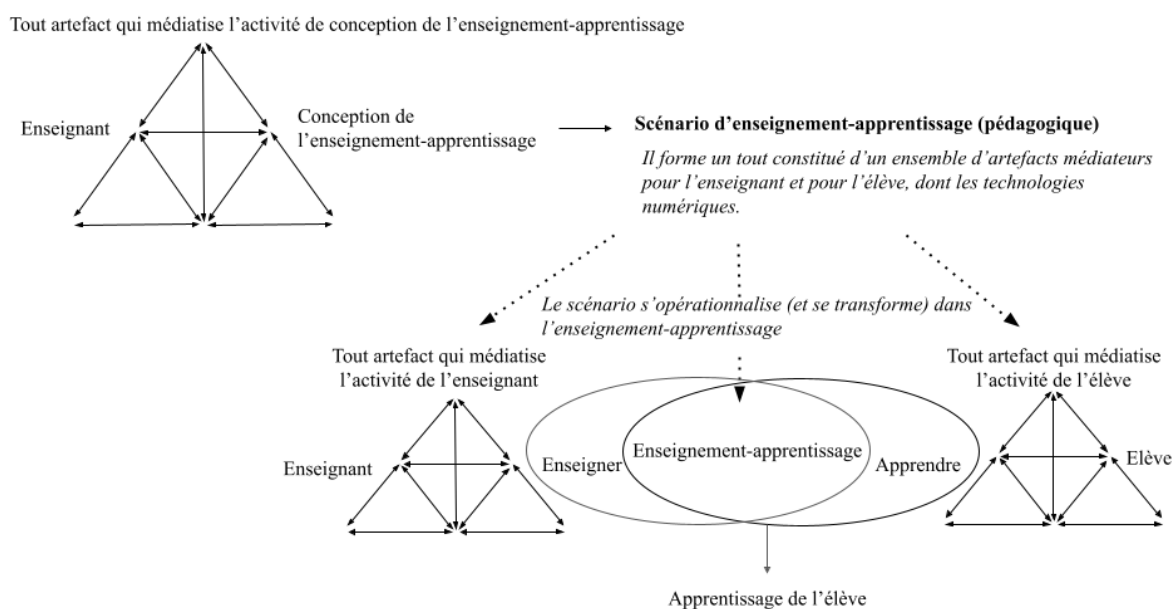 Tout artefact qui médiatise l’activité de conception de l’enseignement-apprentissage
Enseignant
Conception de
l’enseignement-apprentissage
Scénario d’enseignement-apprentissage (pédagogique)
Il forme un tout constitué d’un ensemble d’artefacts médiateurs
pour l’enseignant et pour l’élève, dont les technologies
numériques.
Le scénario s’opérationnalise (et se transforme) dans
l’enseignement-apprentissage
Tout artefact qui médiatise
l’activité de l’enseignant
Tout artefact qui médiatise
l’activité de l’élève
Enseignant
Enseigner
Enseignement-apprentissage
Apprendre
Elève
Apprentissage de l’élève